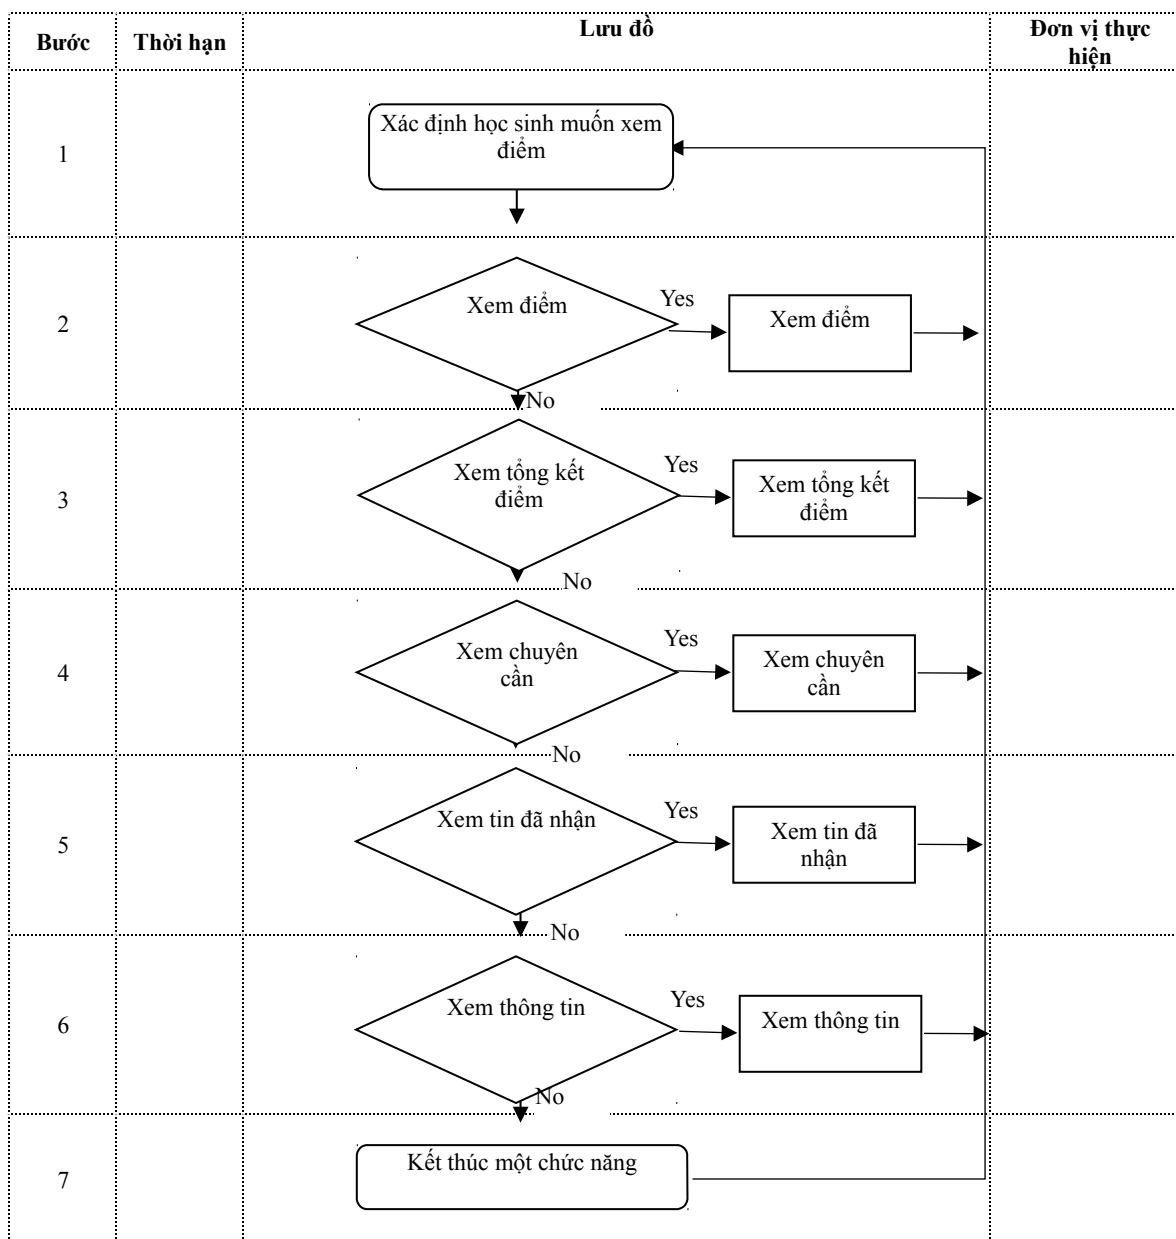 Bước
Thời hạn
Lưu đồ
Đơn vị thực
hiện
1
Xác định học sinh muốn xem
điểm
2
Xem điểm
Yes
Xem điểm
No
3
Xem tổng kết
điểm
Yes
Xem tổng kết
điểm
No
4
Xem chuyên
cần
Yes
Xem chuyên
cần
No
5
Xem tin đã nhận
Yes
Xem tin đã
nhận
No
6
Xem thông tin
Yes
Xem thông tin
No
7
Kết thúc một chức năng